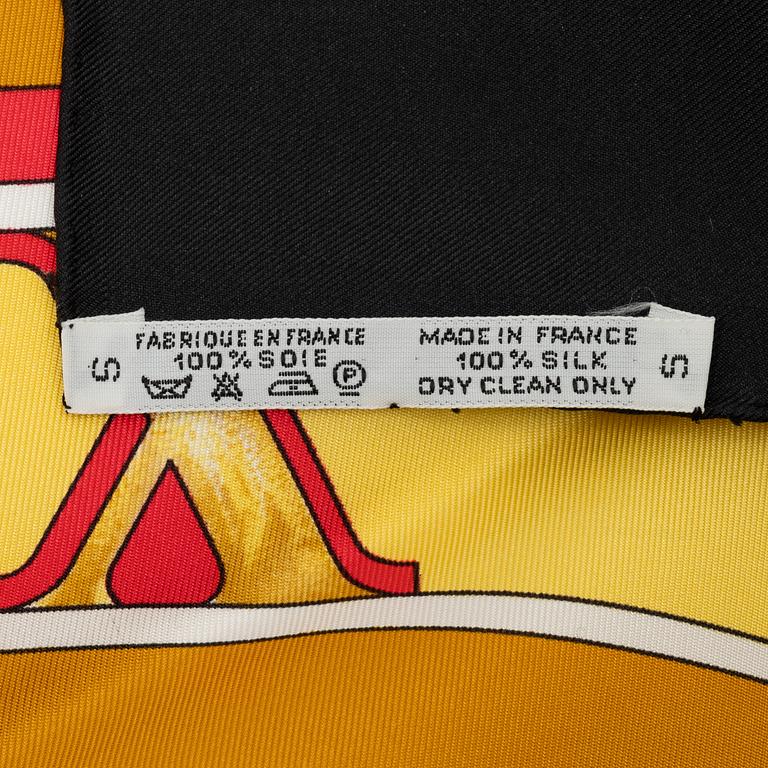 S
FABRIQUE EN FRANCE
100% SOIE
P
MADE IN FRANCE
100% SILK
DRY CLEAN ONLY
S